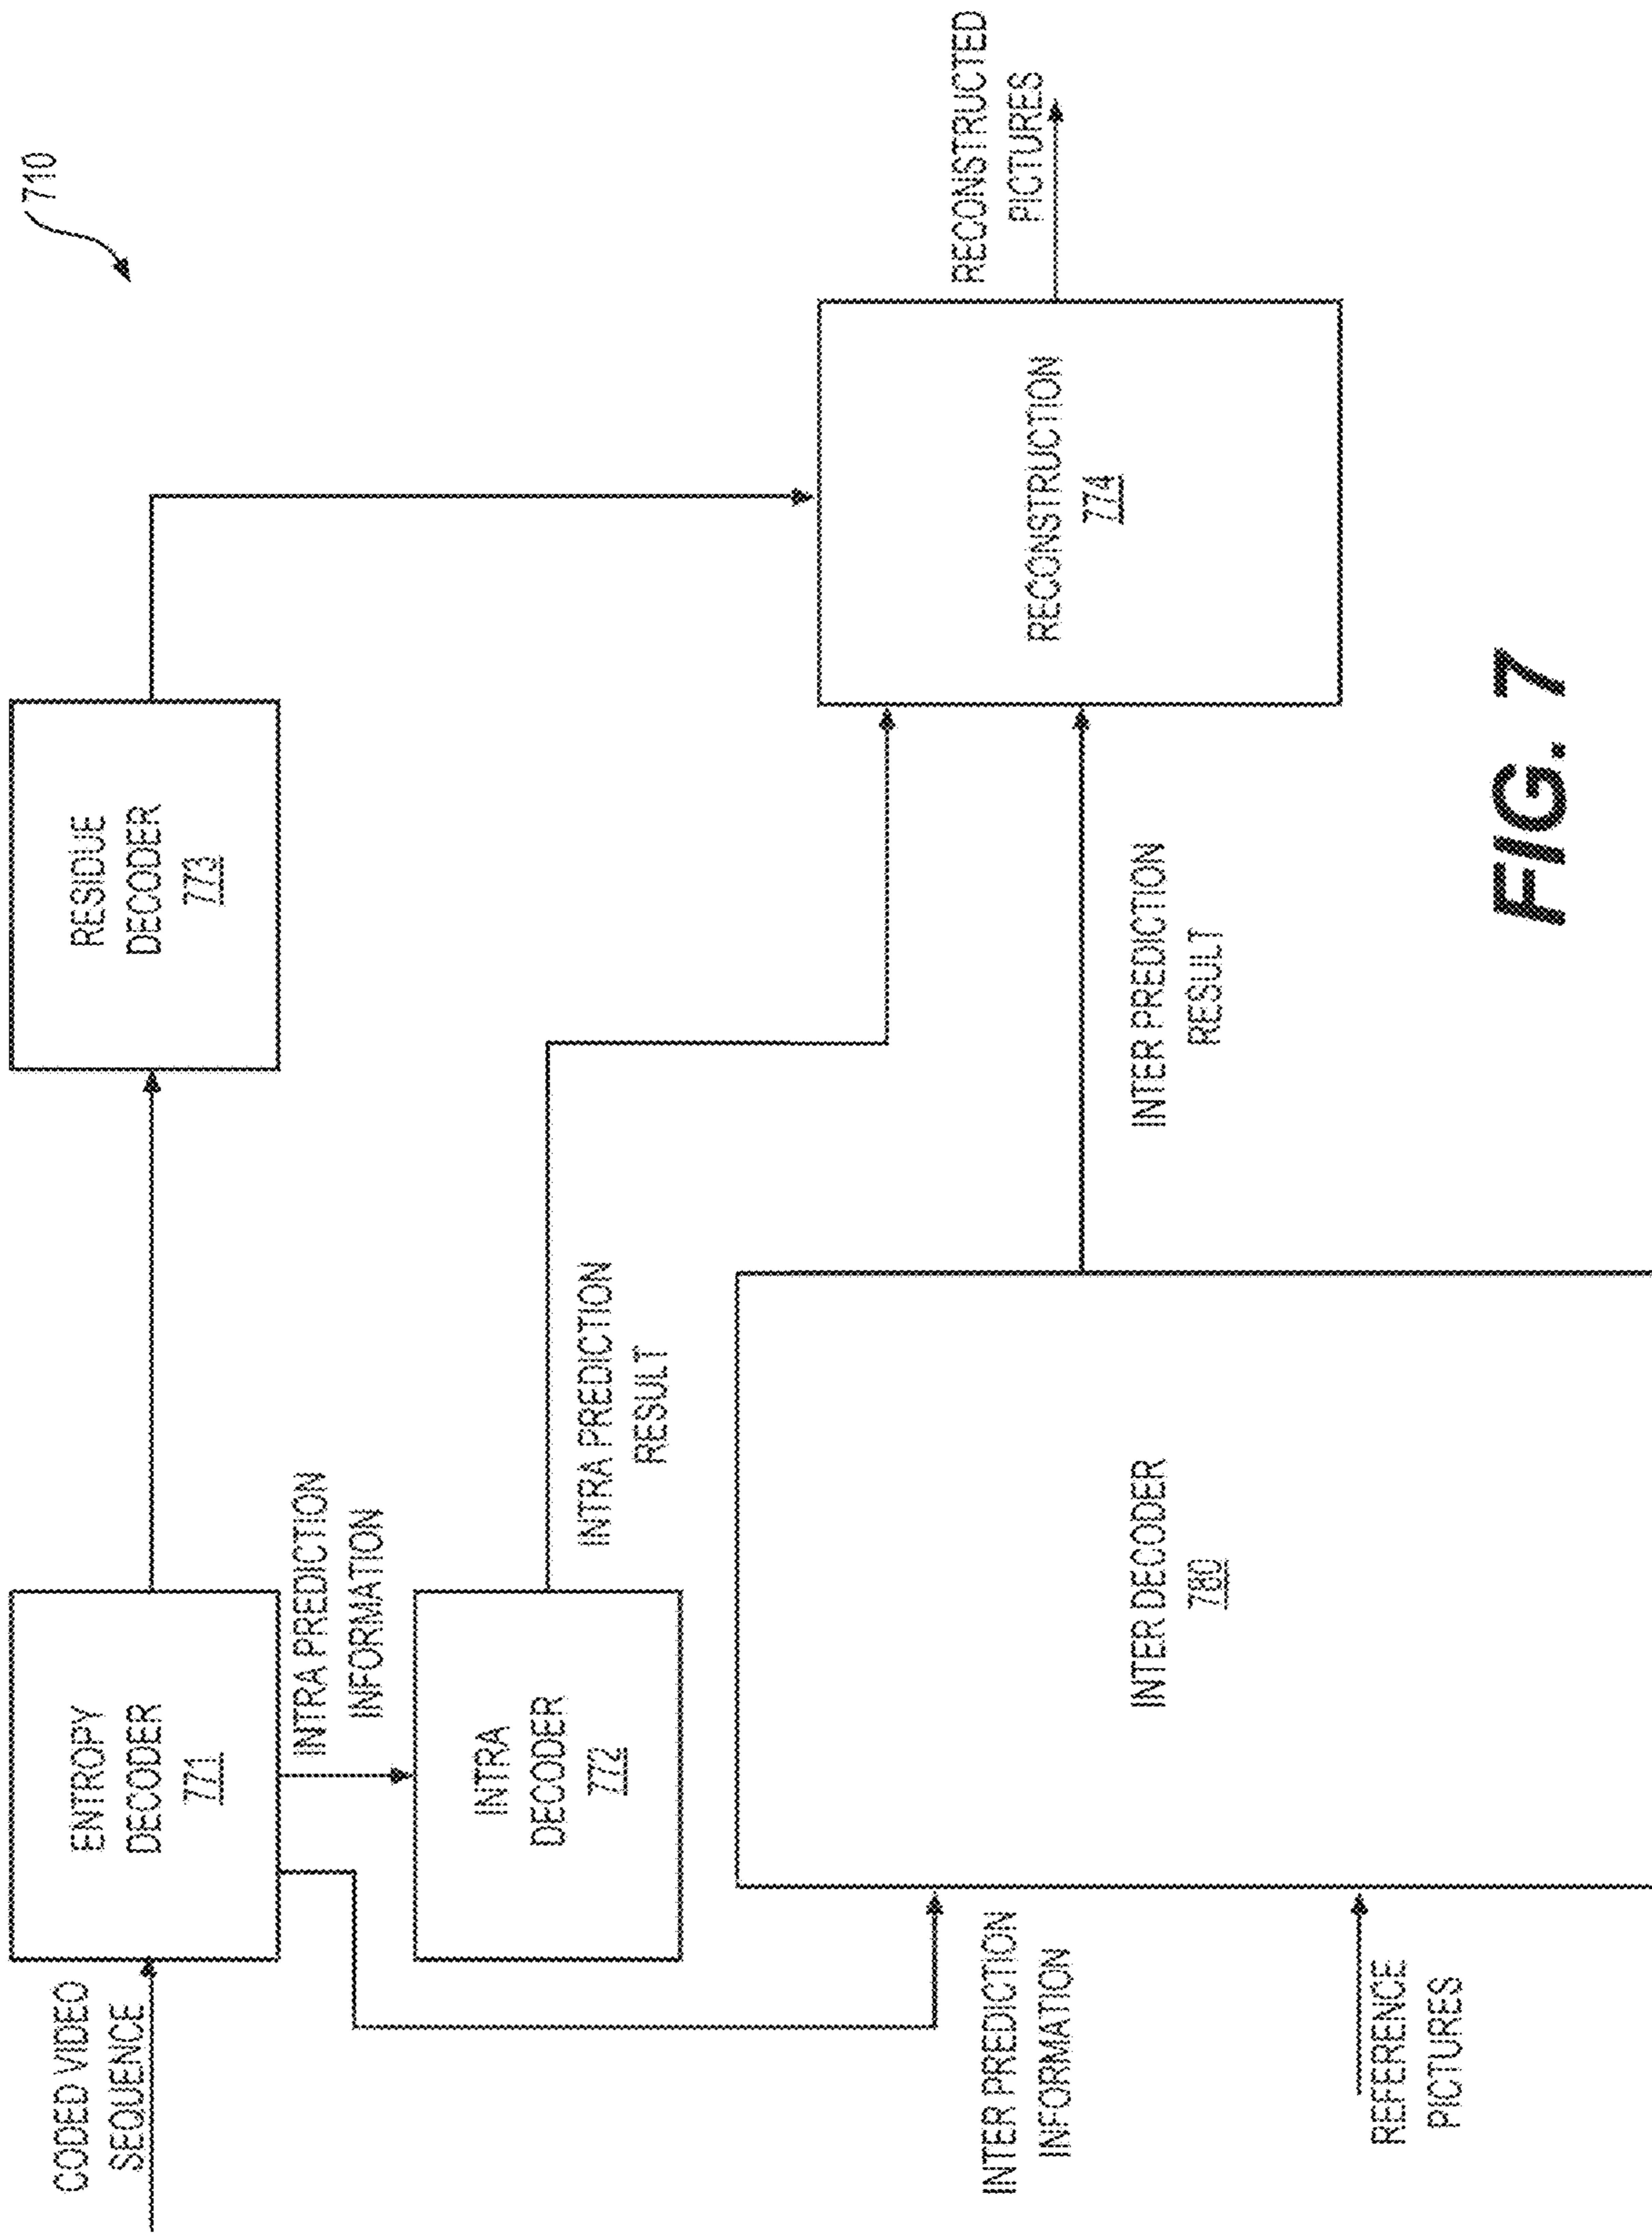 710
CODED VIDEO
SEQUENCE
ENTROPY
DECODER
771
RESIDUE
DECODER
773
INTRA PREDICTION
INFORMATION
INTRA
DECODER
772
INTRA PREDICTION
RESULT
INTER PREDICTION
INFORMATION
REFERENCE
PICTURES
INTER DECODER
780
INTER PREDICTION
RESULT
RECONSTRUCTION
774
RECONSTRUCTED
PICTURES
FIG. 7